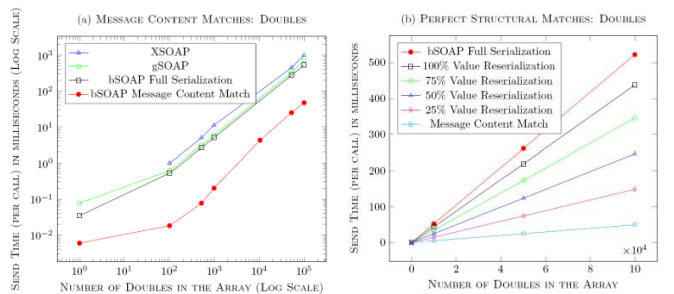 (a) Message Content Matches: Doubles
Send Time (per call) in milliseconds (Log Scale)
10^3
10^2
10^1
10^0
10^−1
10^−2
XSOAP
gSOAP
bSOAP Full Serialization
bSOAP Message Content Match
10^0 10^1 10^2 10^3 10^4 10^5
Number of Doubles in the Array (Log Scale)
(b) Perfect Structural Matches: Doubles
Send Time (per call) in milliseconds
500
400
300
200
100
0
bSOAP Full Serialization
100% Value Reserialization
75% Value Reserialization
50% Value Reserialization
25% Value Reserialization
Message Content Match
0 2 4 6 8 10
×10^4
Number of Doubles in the Array